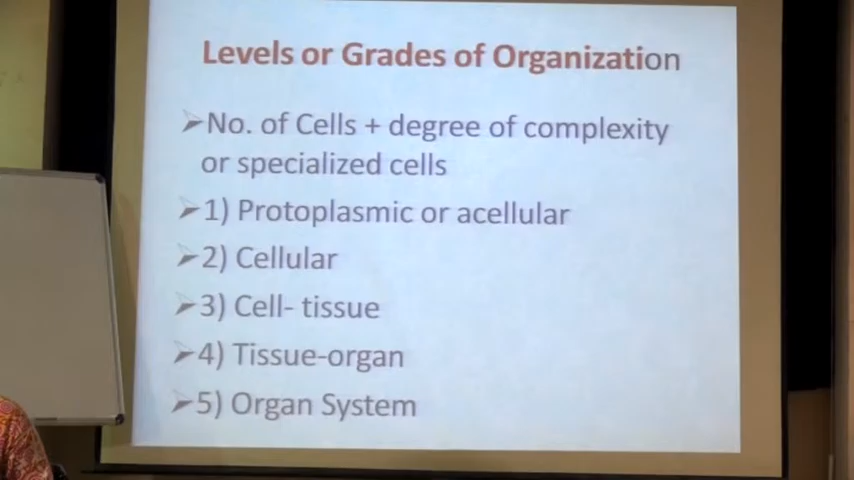 Levels or Grades of Organization
➢No. of Cells + degree of complexity
or specialized cells
➢1) Protoplasmic or acellular
➢2) Cellular
➢3) Cell- tissue
➢4) Tissue-organ
➢5) Organ System